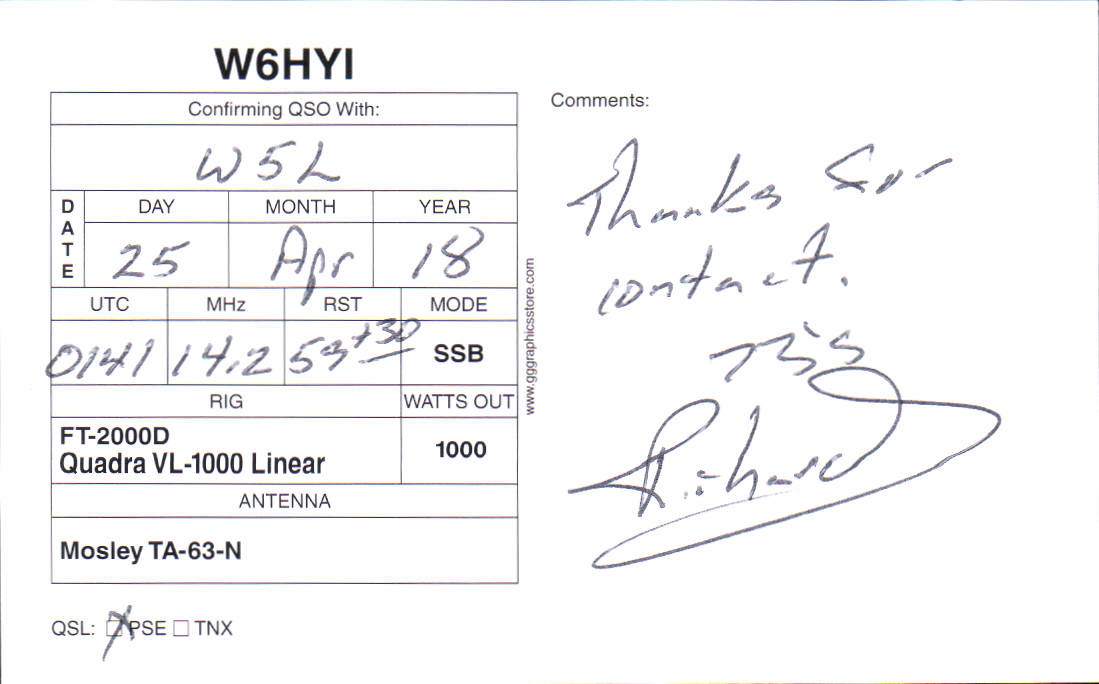 W6HYI
Confirming QSO With:
W5L
DATE
DAY MONTH YEAR
25 Apr 18
UTC MHz RST MODE
0141 14.2 59+30 SSB
RIG WATTS OUT
FT-2000D
Quadra VL-1000 Linear
1000
ANTENNA
Mosley TA-63-N
QSL: PSE TNX
www.gggraphicsstore.com
Comments:
Thanks for
contact.
73's
Richard